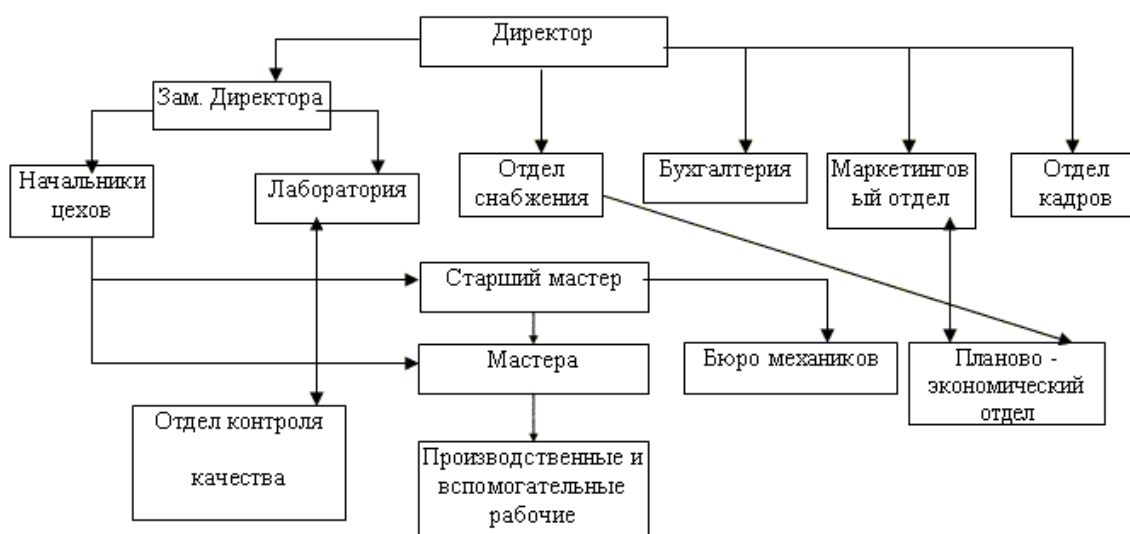 Директор
Зам. Директора
Начальники
цехов
Лаборатория
Отдел
снабжения
Бухгалтерия
Маркетингов
ый отдел
Отдел
кадров
Старший мастер
Мастера
Бюро механиков
Планово -
экономический
отдел
Отдел контроля
качества
Производственные и
вспомогательные
рабочие